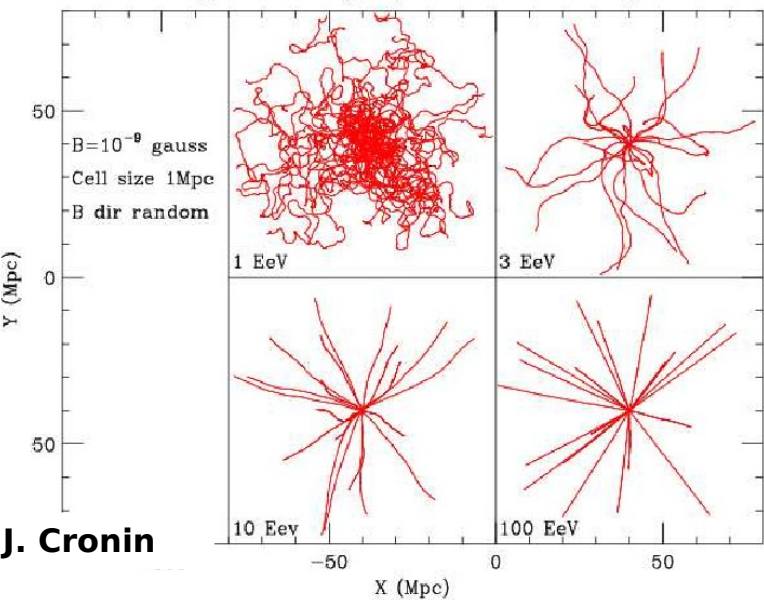 50
B=10⁻⁹ gauss
Cell size 1Mpc
B dir random
1 EeV
3 EeV
0
Y (Mpc)
50
10 Eev
100 EeV
J. Cronin
−50
0
50
X (Mpc)